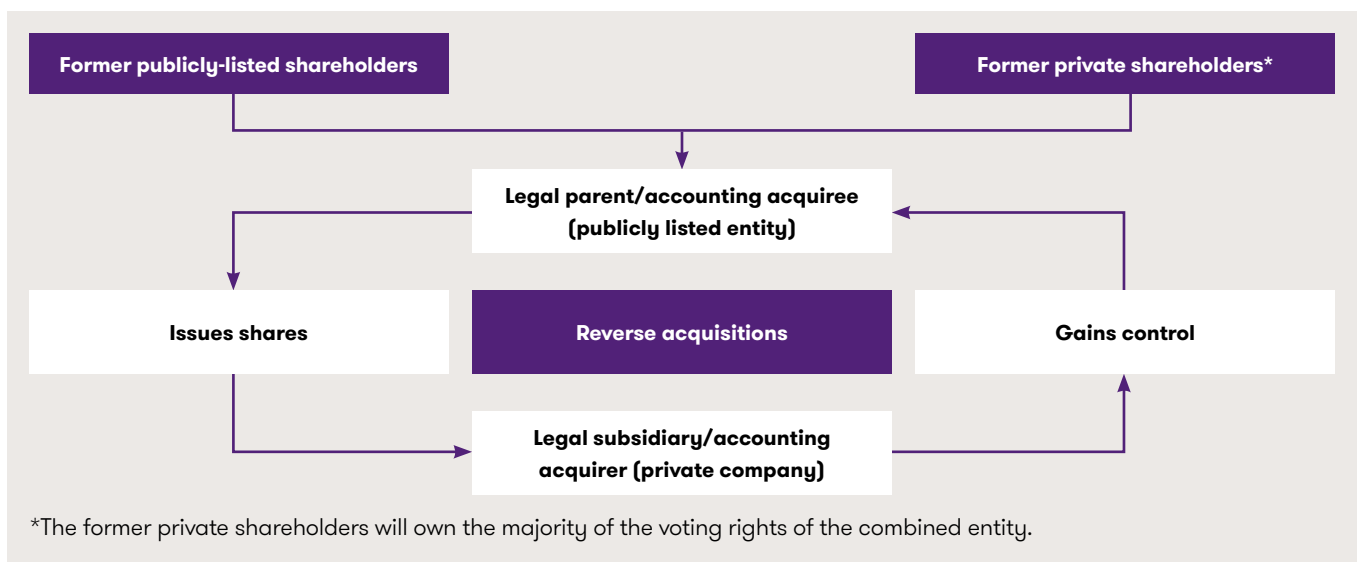 Former publicly-listed shareholders
Former private shareholders*
Legal parent/accounting acquiree
(publicly listed entity)
Issues shares
Reverse acquisitions
Gains control
Legal subsidiary/accounting
acquirer (private company)
*The former private shareholders will own the majority of the voting rights of the combined entity.